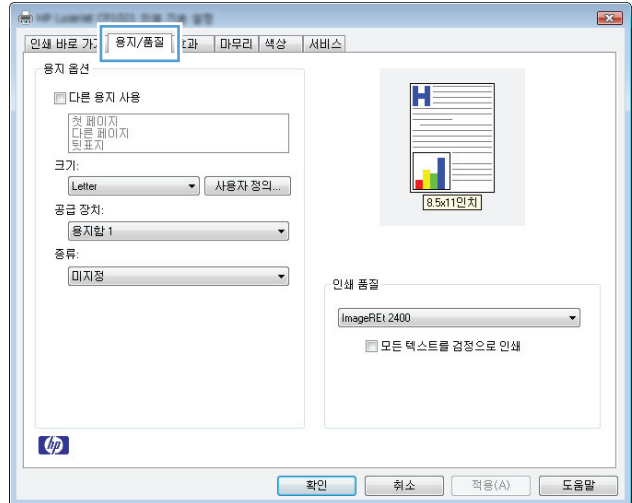 인쇄 바로 가기
용지/품질
효과
마무리
색상
서비스
용지 옵션
다른 용지 사용
첫 페이지
다른 페이지
뒷표지
크기:
Letter
사용자 정의...
공급 장치:
용지함 1
종류:
미지정
H
8.5x11인치
인쇄 품질
ImageREt 2400
모든 텍스트를 검정으로 인쇄
hp
확인
취소
적용(A)
도움말